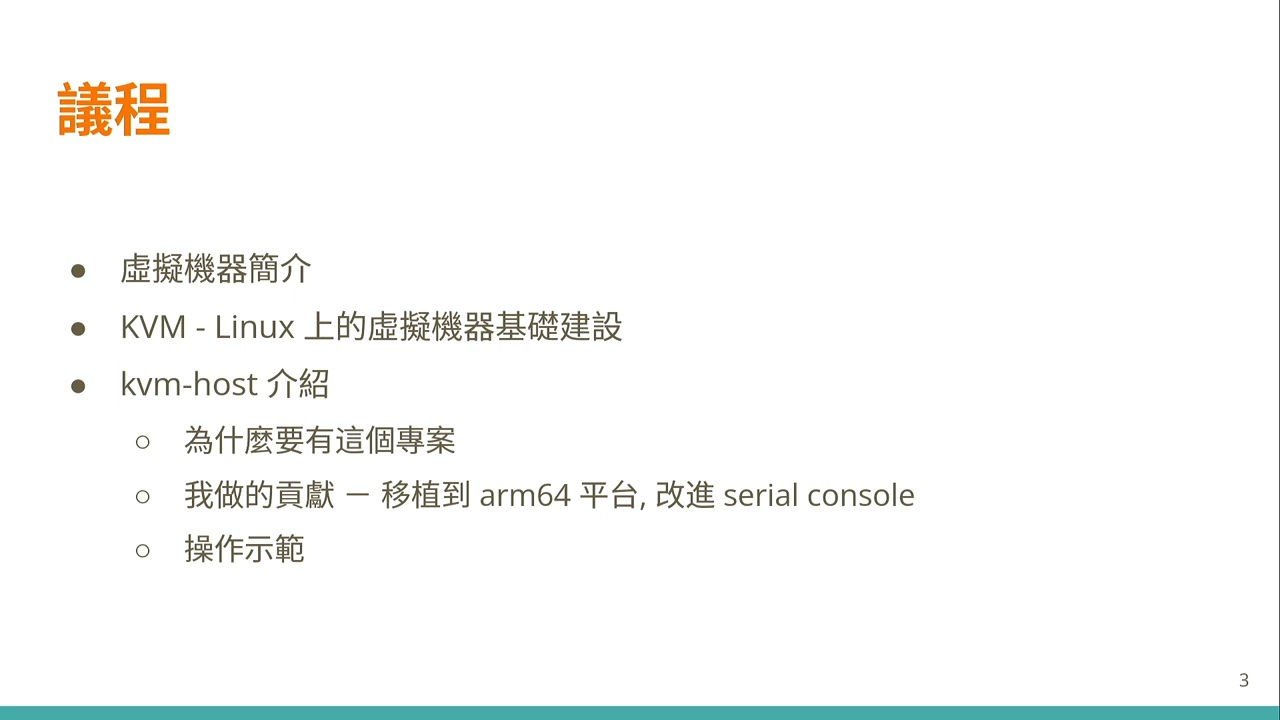 議程
● 虛擬機器簡介
● KVM - Linux 上的虛擬機器基礎建設
● kvm-host 介紹
○ 為什麼要有這個專案
○ 我做的貢獻 － 移植到 arm64 平台, 改進 serial console
○ 操作示範
3